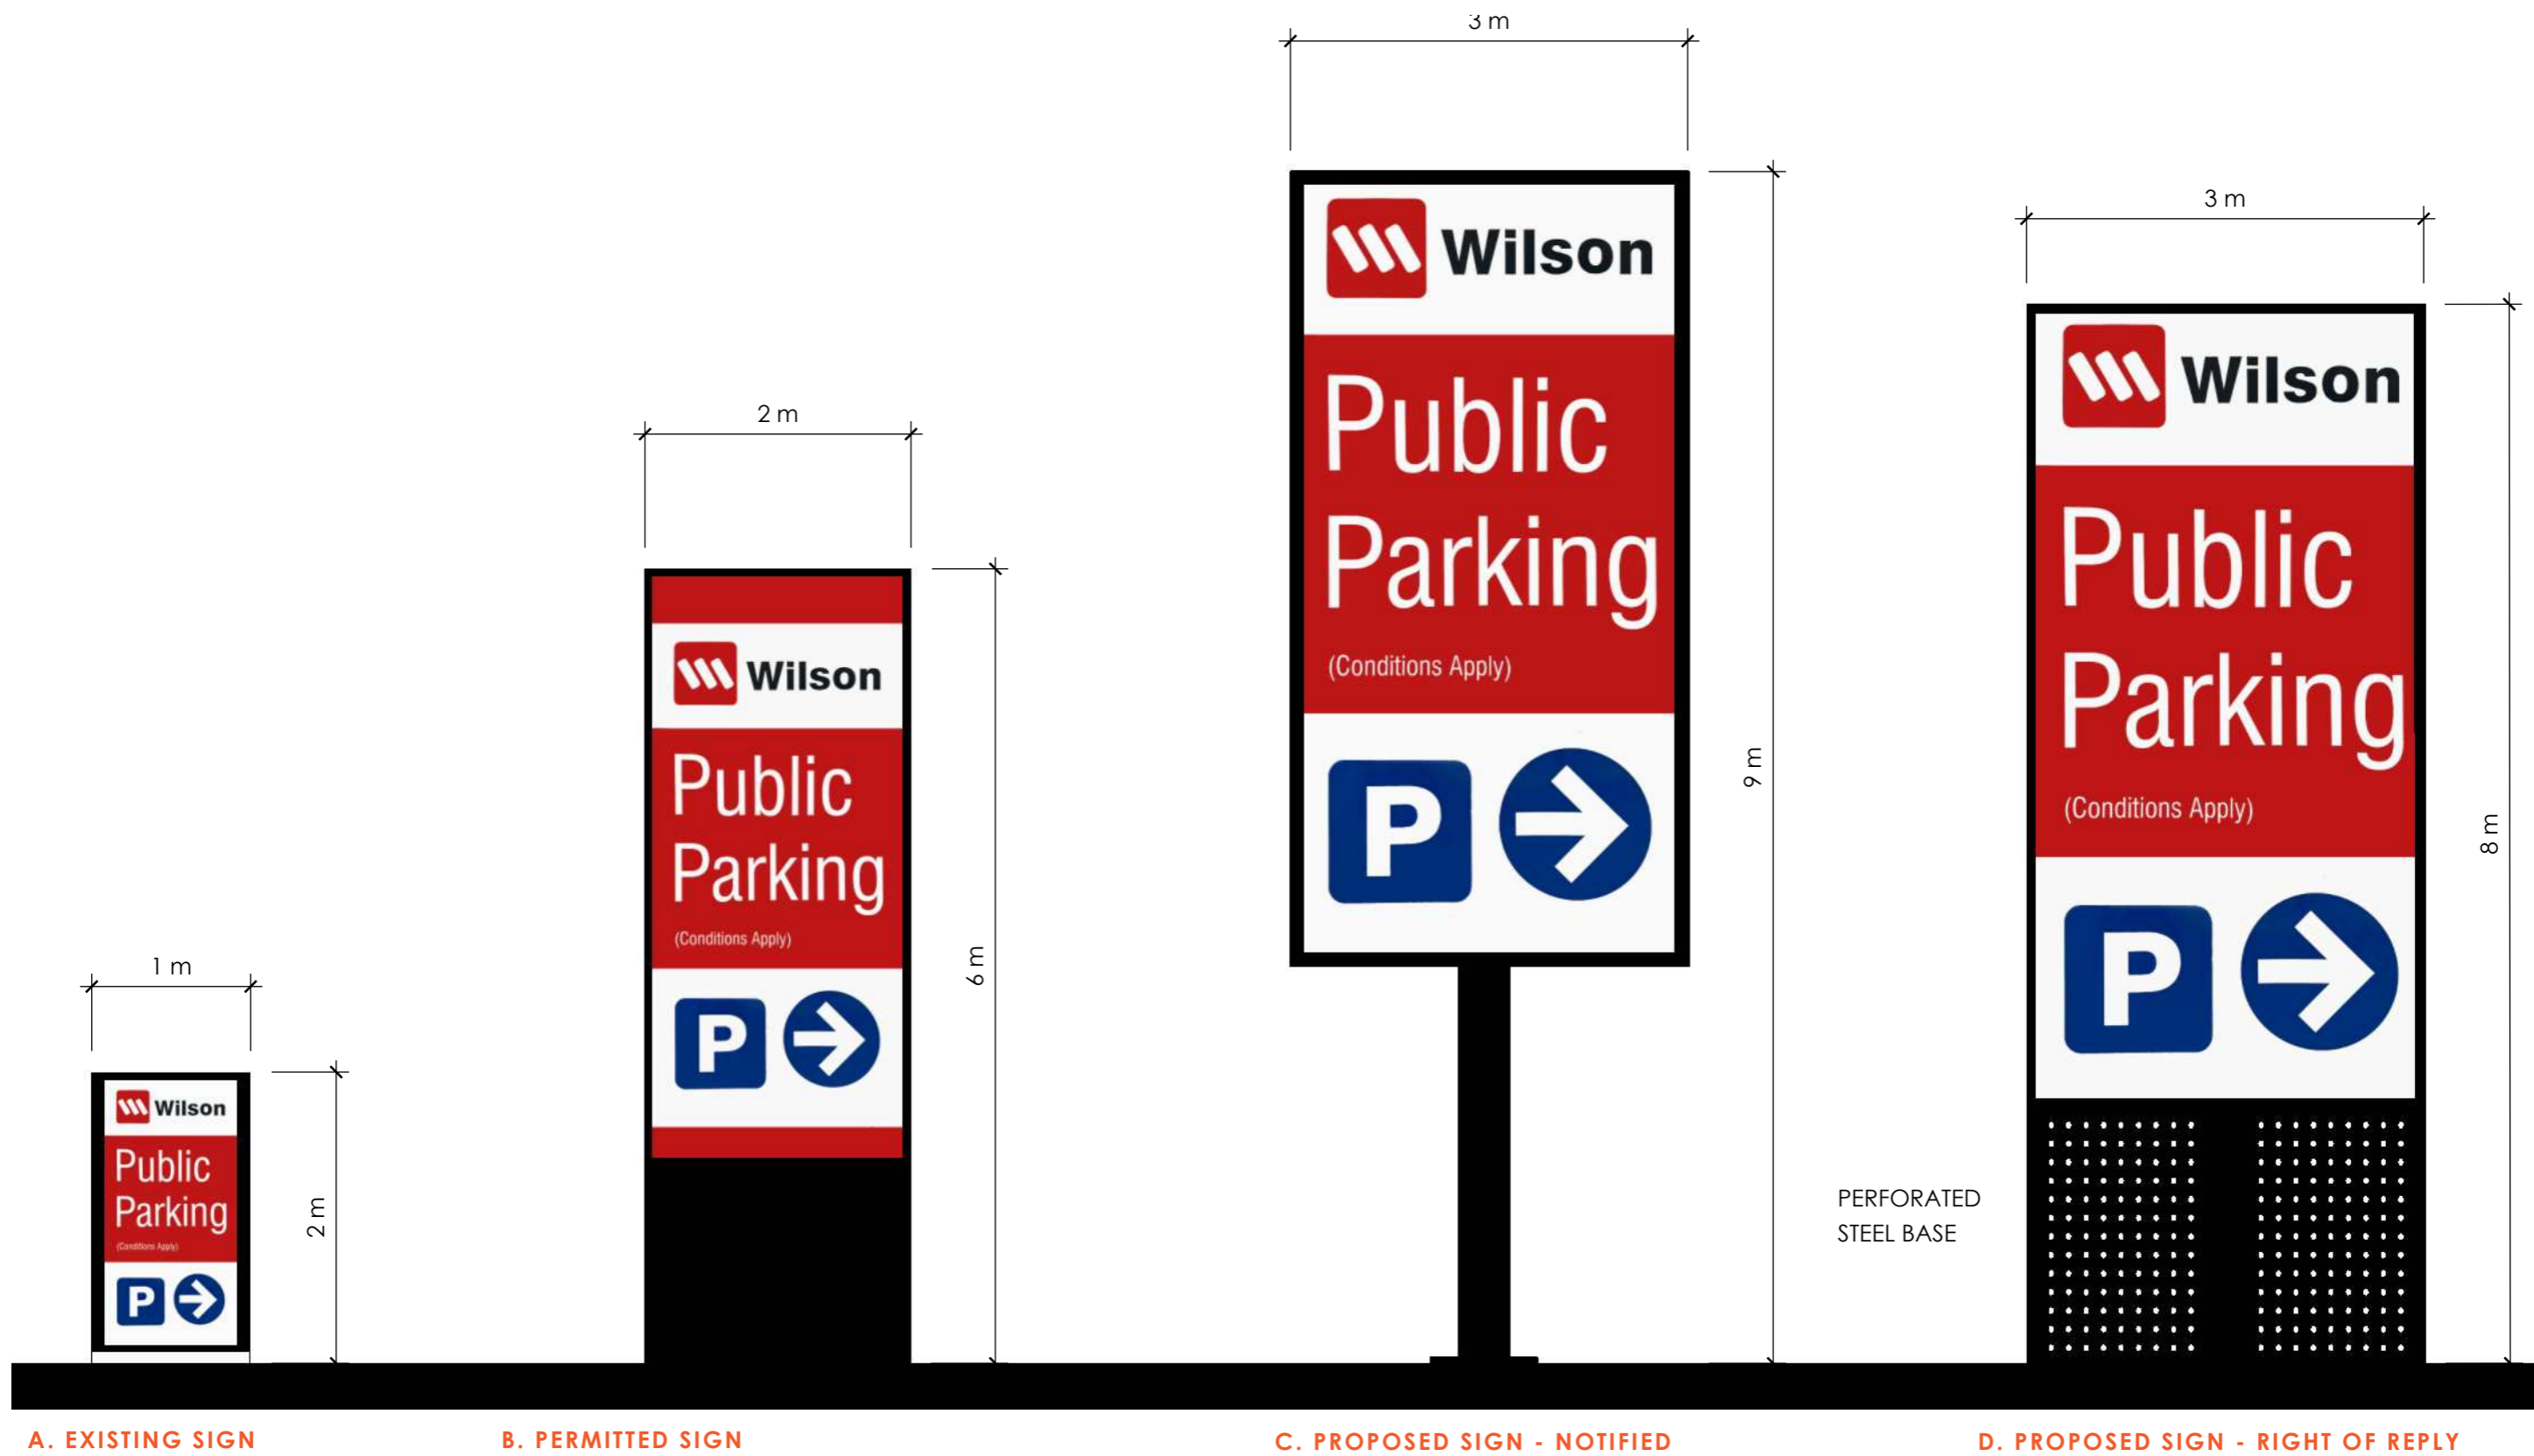 1 m
2 m
Wilson
Public
Parking
(Conditions Apply)
P
A. EXISTING SIGN
2 m
6 m
Wilson
Public
Parking
(Conditions Apply)
P
B. PERMITTED SIGN
3 m
9 m
Wilson
Public
Parking
(Conditions Apply)
P
C. PROPOSED SIGN - NOTIFIED
3 m
8 m
Wilson
Public
Parking
(Conditions Apply)
P
PERFORATED
STEEL BASE
D. PROPOSED SIGN - RIGHT OF REPLY